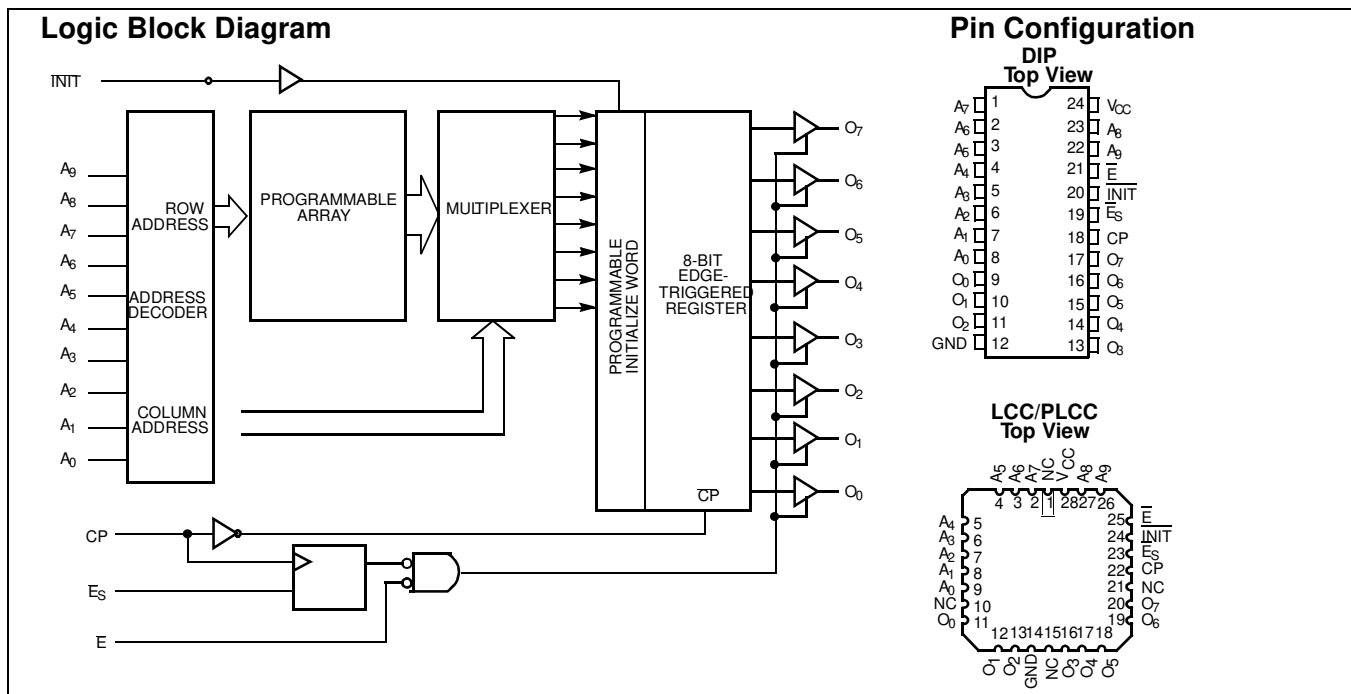 Logic Block Diagram
INIT
A9
A8
A7
A6
A5
A4
A3
A2
A1
A0
ROW
ADDRESS
ADDRESS
DECODER
COLUMN
ADDRESS
PROGRAMMABLE
ARRAY
MULTIPLEXER
PROGRAMMABLE
INITIALIZE WORD
8-BIT
EDGE-
TRIGGERED
REGISTER
CP
O7
O6
O5
O4
O3
O2
O1
O0
CP
ES
E
Pin Configuration
DIP
Top View
A7 1 24 VCC
A6 2 23 A8
A5 3 22 A9
A4 4 21 E
A3 5 20 INIT
A2 6 19 ES
A1 7 18 CP
A0 8 17 O7
O0 9 16 O6
O1 10 15 O5
O2 11 14 O4
GND 12 13 O3
LCC/PLCC
Top View
A5 A6 A7 NC VCC A8 A9
4 3 2 1 28 27 26
A4 5 25 E
A3 6 24 INIT
A2 7 23 ES
A1 8 22 CP
A0 9 21 NC
NC 10 20 O7
O0 11 19 O6
12 13 14 15 16 17 18
O1 O2 GND NC O3 O4 O5